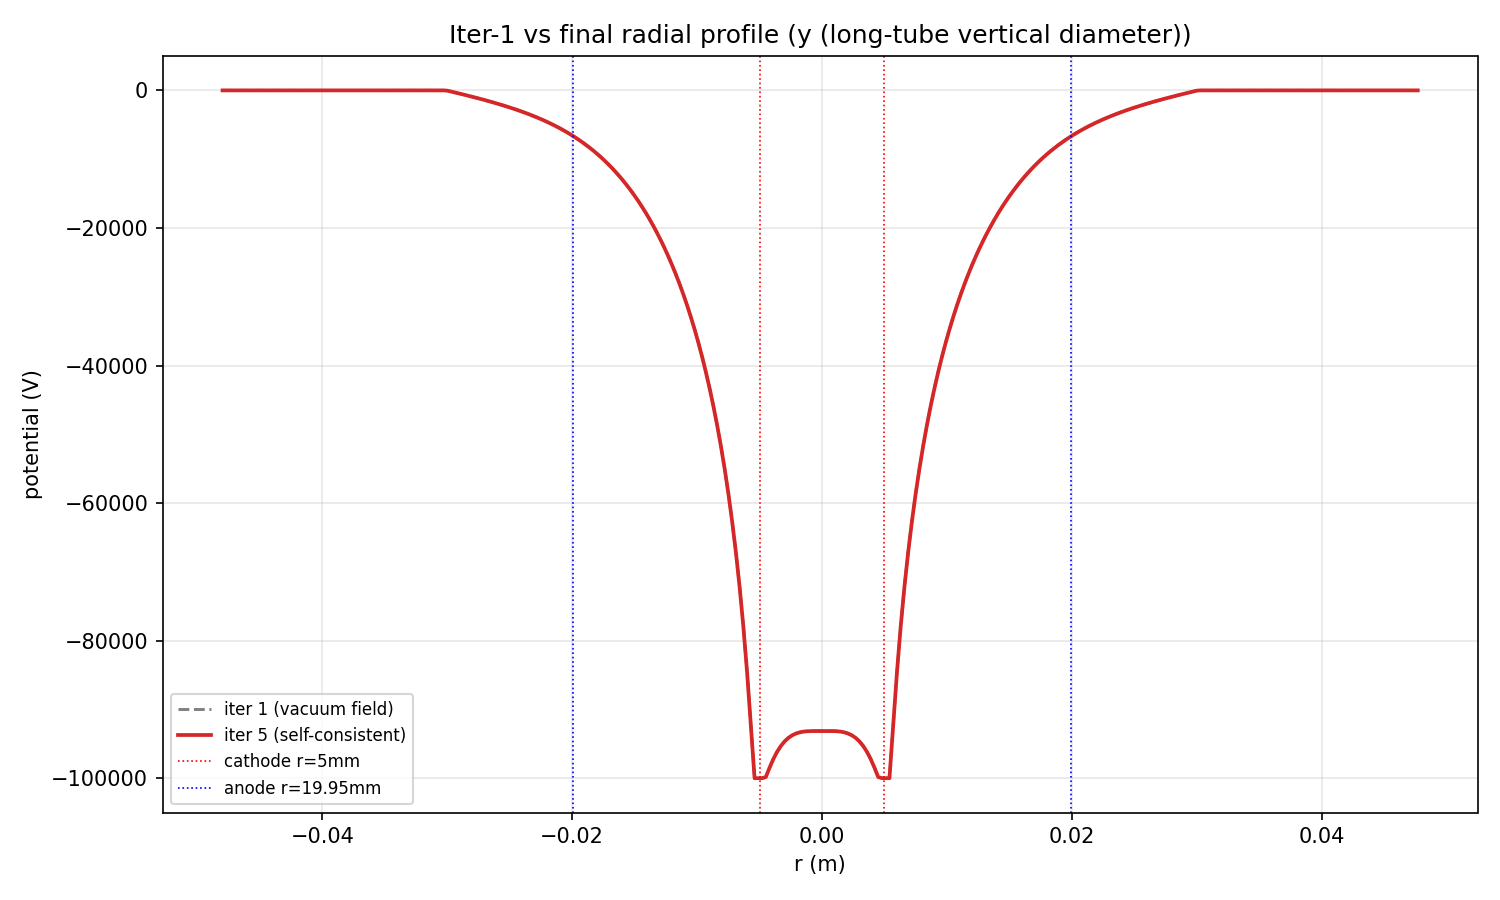 Iter-1 vs final radial profile (y (long-tube vertical diameter))
potential (V)
0
−20000
−40000
−60000
−80000
−100000
iter 1 (vacuum field)
iter 5 (self-consistent)
cathode r=5mm
anode r=19.95mm
−0.04 −0.02 0.00 0.02 0.04
r (m)